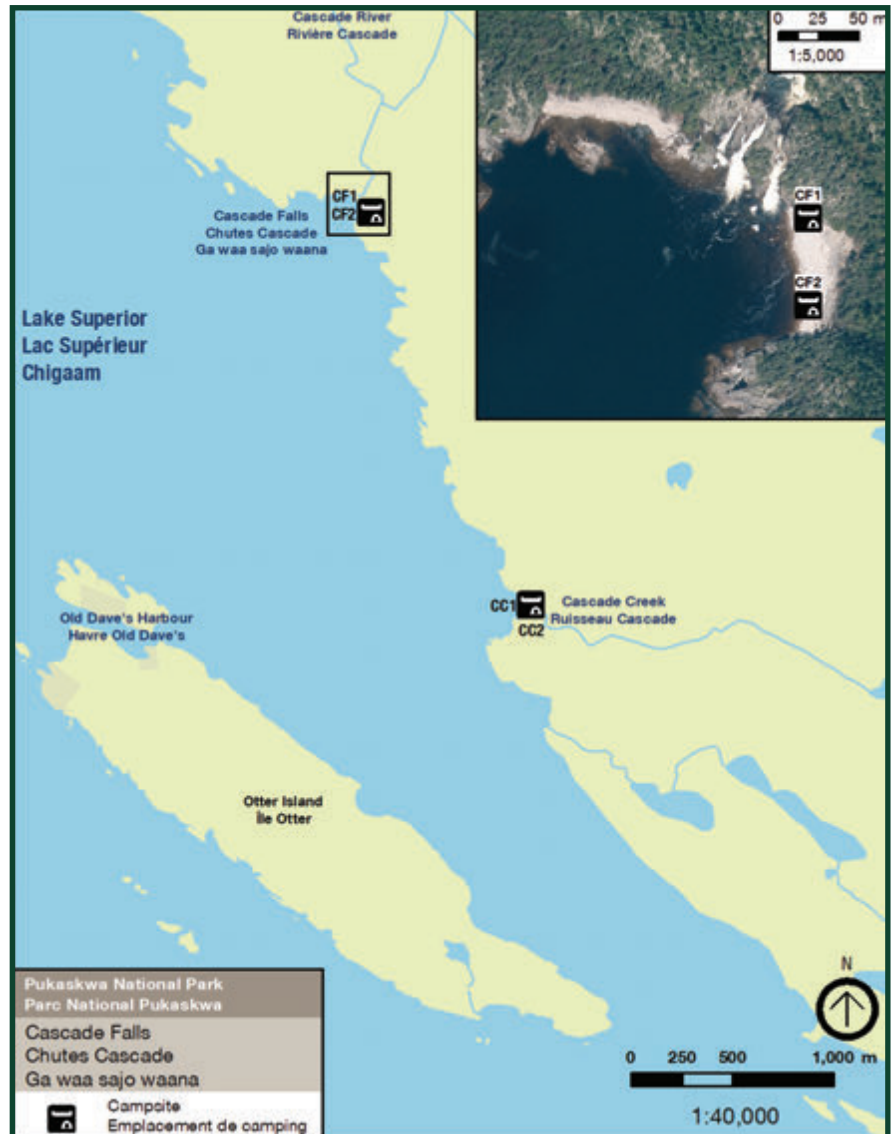 Cascade River
Rivière Cascade
0 25 50 m
1:5,000
CF1
CF2
CF1
CF2
Cascade Falls
Chutes Cascade
Ga waa sajo waana
Lake Superior
Lac Supérieur
Chigaam
Old Dave's Harbour
Havre Old Dave's
CC1
CC2
Cascade Creek
Ruisseau Cascade
Otter Island
Île Otter
N
0 250 500 1,000 m
1:40,000
Pukaskwa National Park
Parc National Pukaskwa
Cascade Falls
Chutes Cascade
Ga waa sajo waana
Campsite
Emplacement de camping